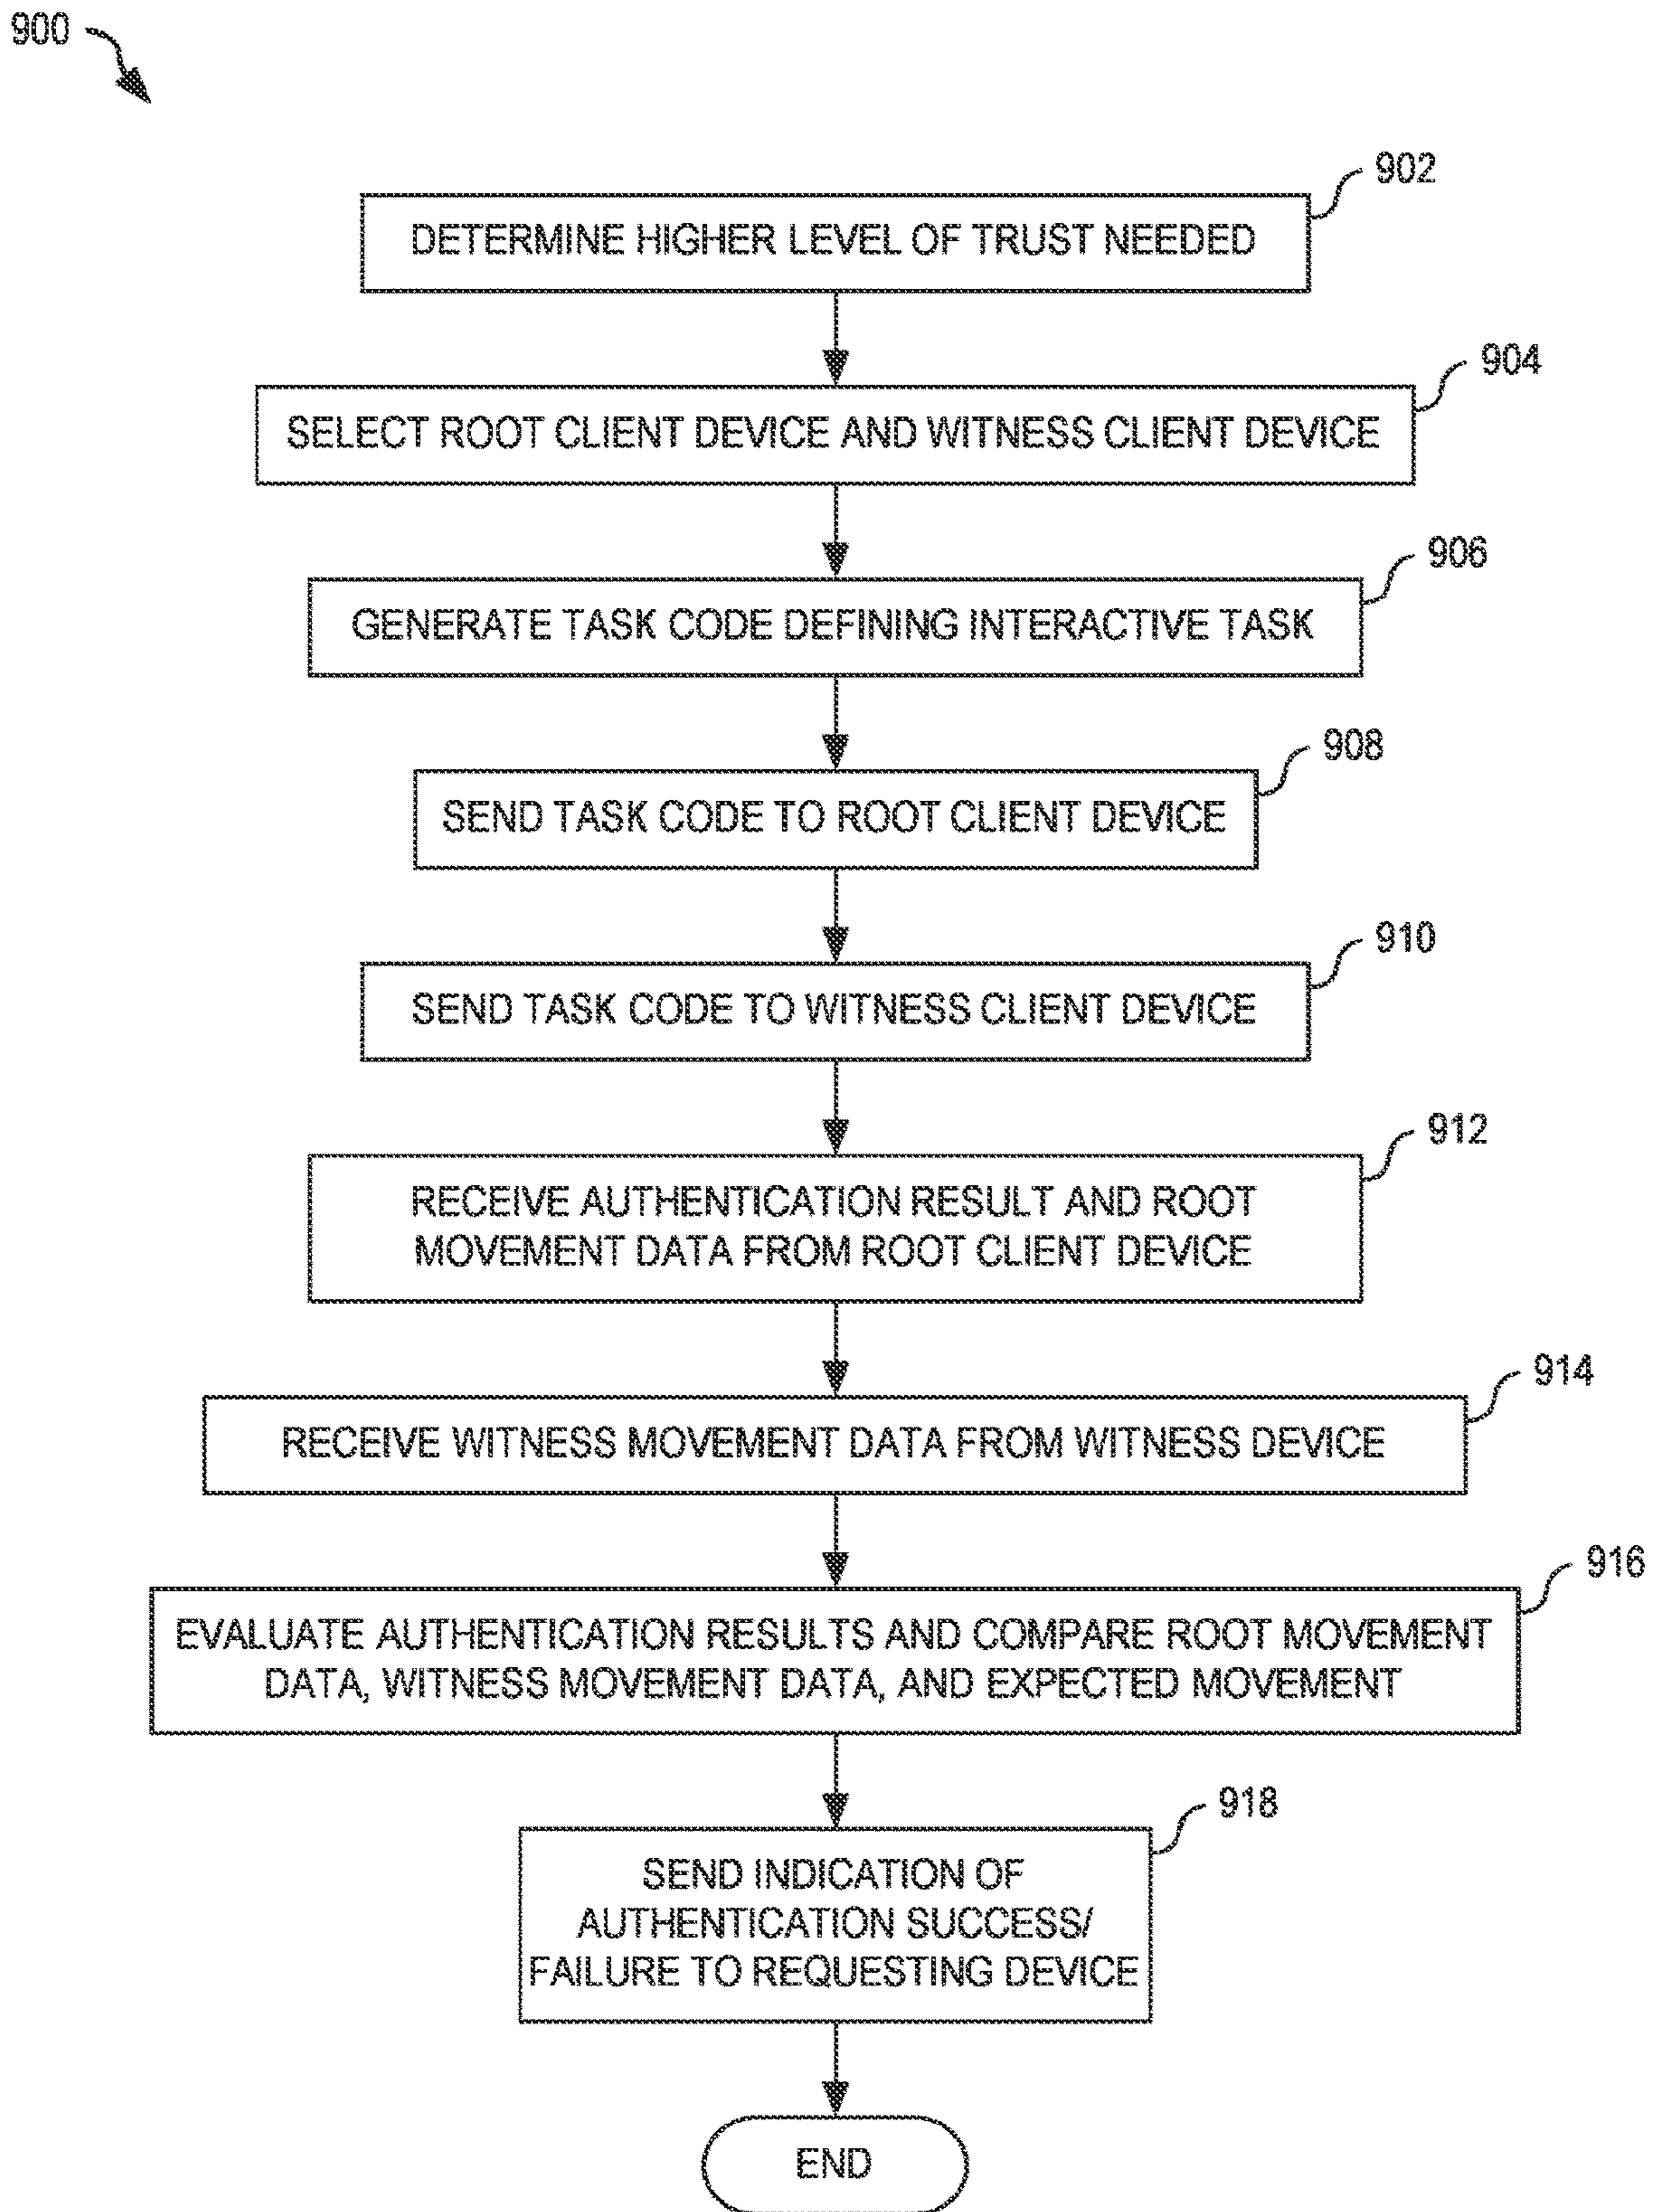 900
902
DETERMINE HIGHER LEVEL OF TRUST NEEDED
904
SELECT ROOT CLIENT DEVICE AND WITNESS CLIENT DEVICE
906
GENERATE TASK CODE DEFINING INTERACTIVE TASK
908
SEND TASK CODE TO ROOT CLIENT DEVICE
910
SEND TASK CODE TO WITNESS CLIENT DEVICE
912
RECEIVE AUTHENTICATION RESULT AND ROOT
MOVEMENT DATA FROM ROOT CLIENT DEVICE
914
RECEIVE WITNESS MOVEMENT DATA FROM WITNESS DEVICE
916
EVALUATE AUTHENTICATION RESULTS AND COMPARE ROOT MOVEMENT
DATA, WITNESS MOVEMENT DATA, AND EXPECTED MOVEMENT
918
SEND INDICATION OF
AUTHENTICATION SUCCESS/
FAILURE TO REQUESTING DEVICE
END